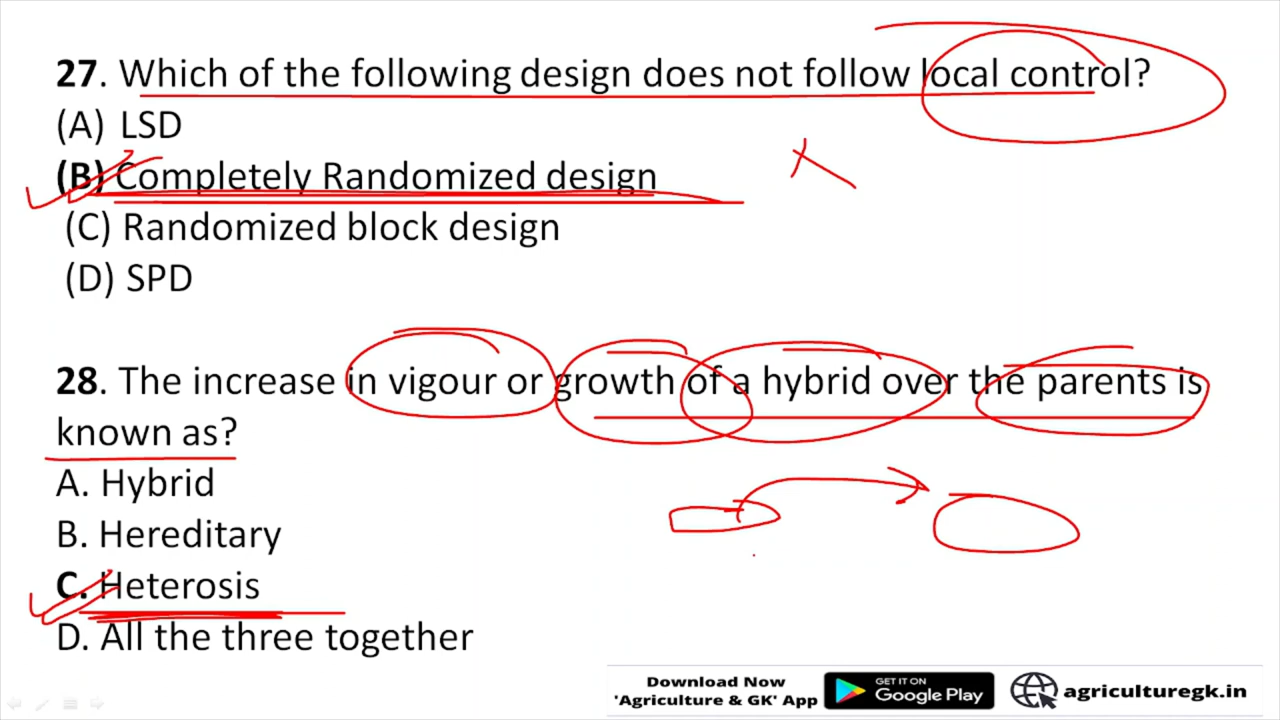 27. Which of the following design does not follow local control?
(A) LSD
(B) Completely Randomized design
(C) Randomized block design
(D) SPD
28. The increase in vigour or growth of a hybrid over the parents is
known as?
A. Hybrid
B. Hereditary
C. Heterosis
D. All the three together
Download Now
'Agriculture & GK' App
GET IT ON
Google Play
agriculturegk.in